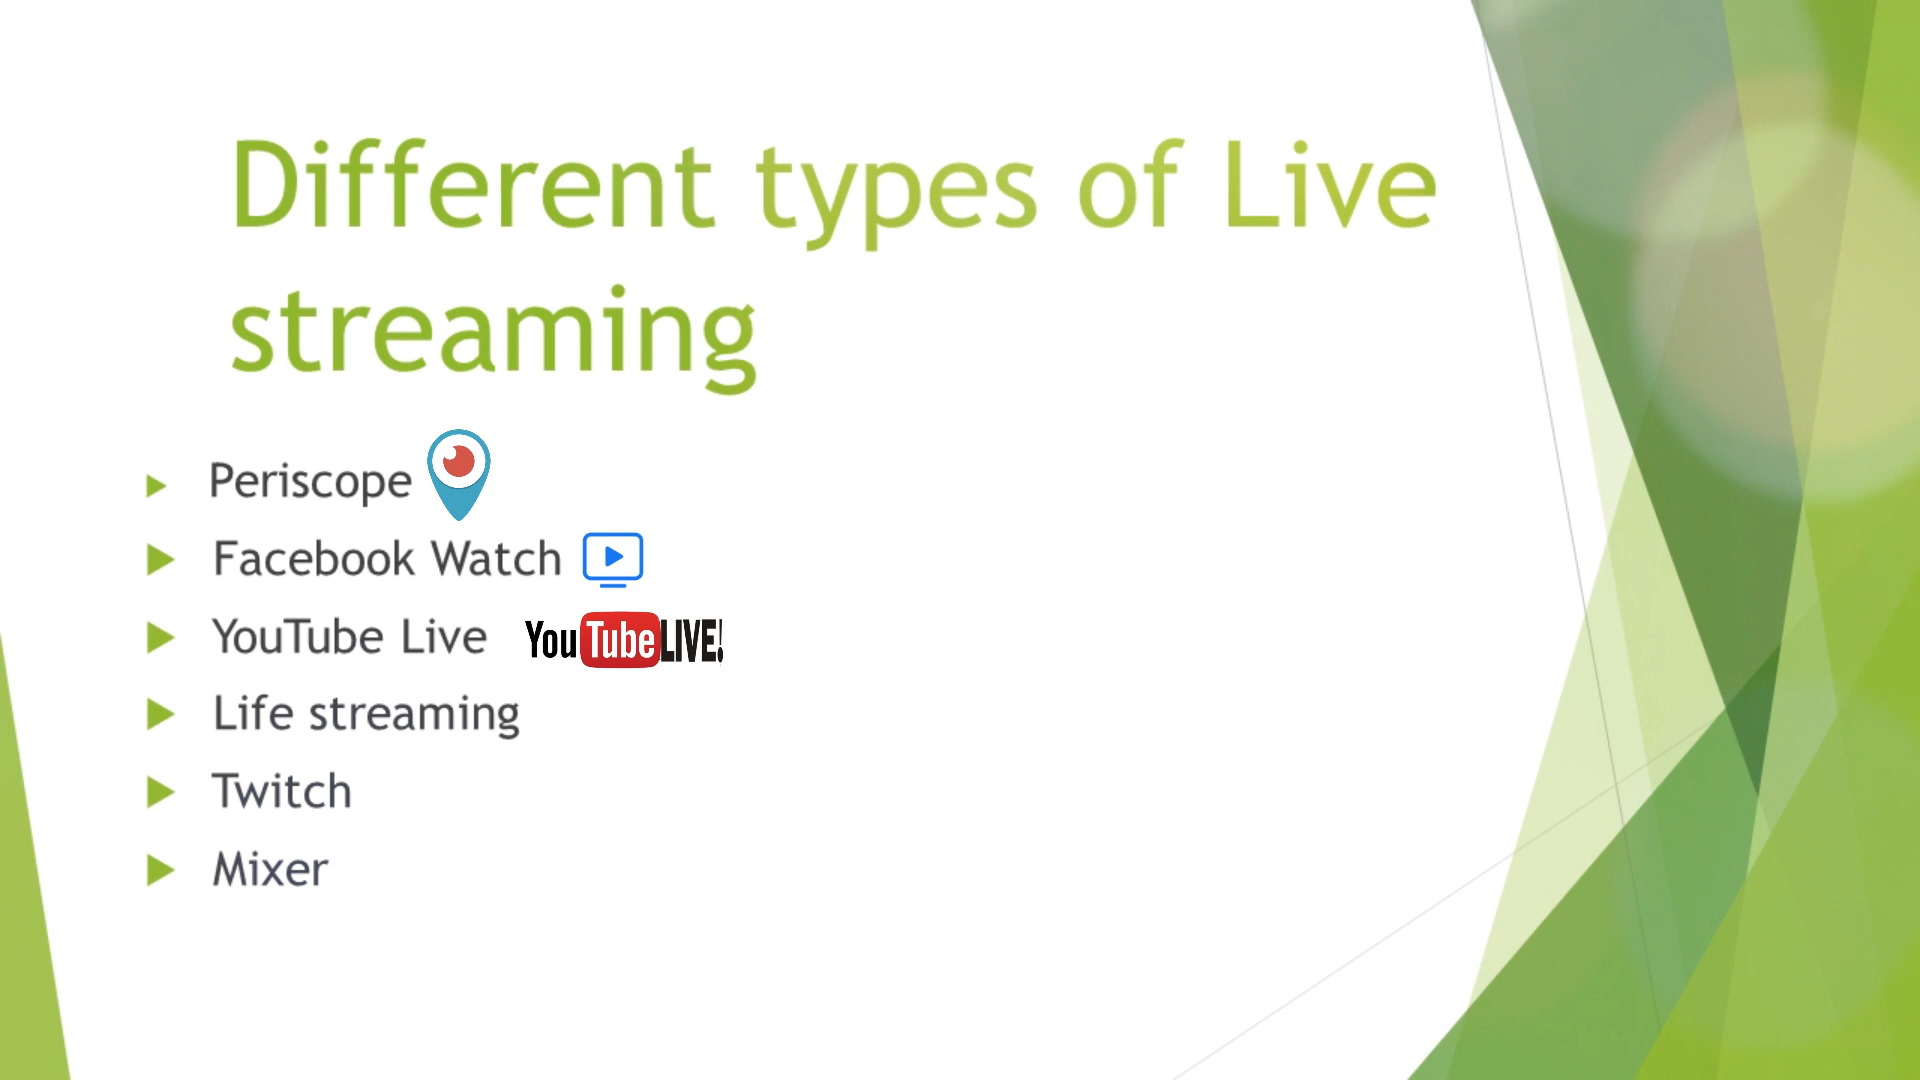 Different types of Live
streaming
Periscope
Facebook Watch
YouTube Live YouTube LIVE!
Life streaming
Twitch
Mixer